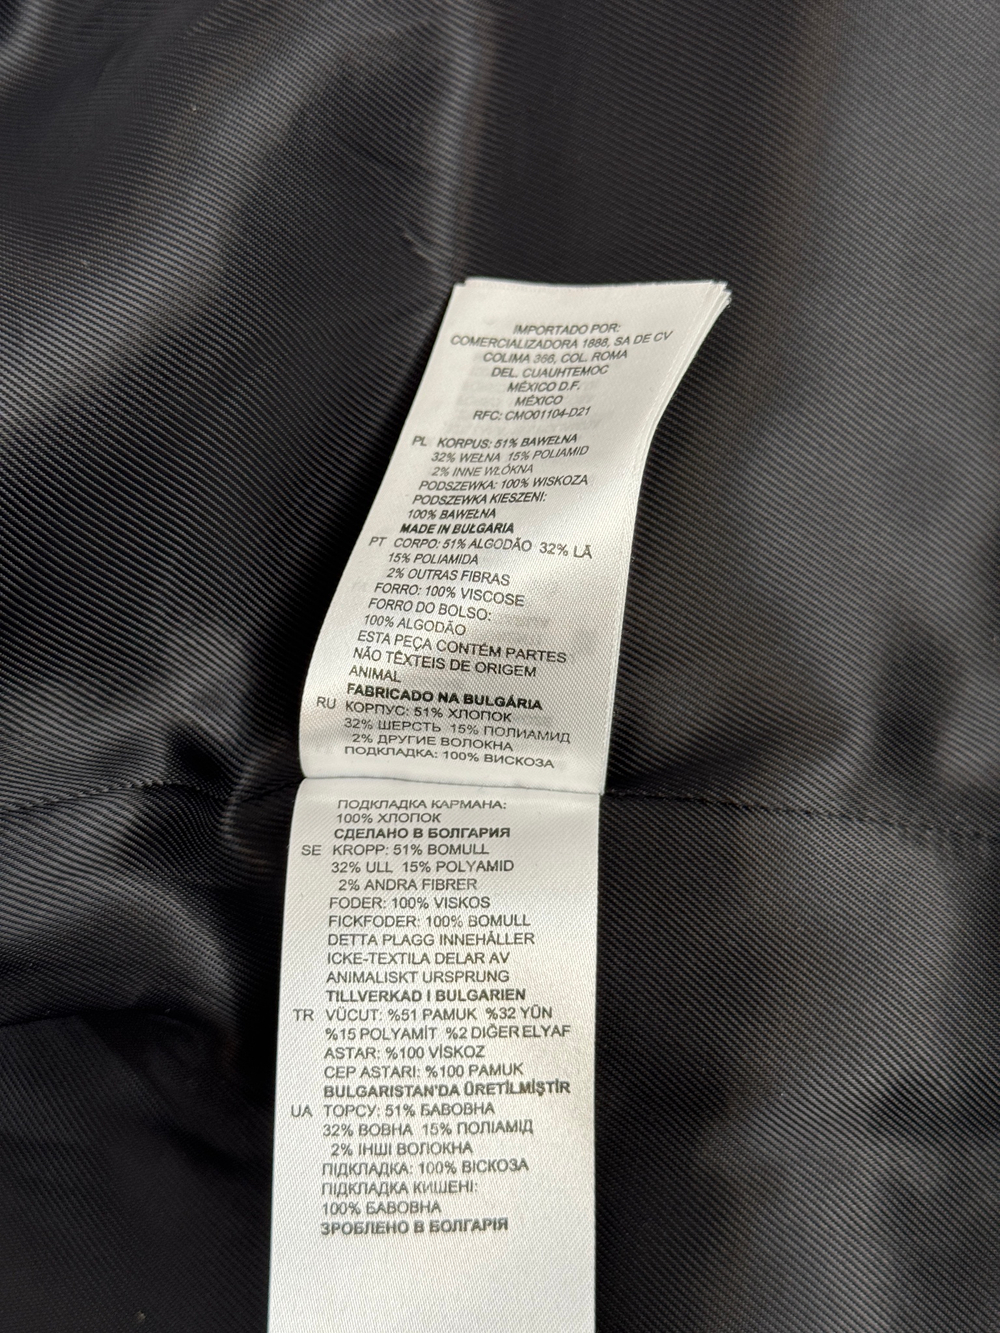 IMPORTADO POR:
COMERCIALIZADORA 1888, SA DE CV
COLIMA 366, COL. ROMA
DEL. CUAUHTEMOC
MÉXICO D.F.
MÉXICO
RFC: CMO01104-D21
PL KORPUS: 51% BAWEŁNA
32% WEŁNA 15% POLIAMID
2% INNE WŁÓKNA
PODSZEWKA: 100% WISKOZA
PODSZEWKA KIESZENI:
100% BAWEŁNA
MADE IN BUŁGARIA
PT CORPO: 51% ALGODÃO 32% LÃ
15% POLIAMIDA
2% OUTRAS FIBRAS
FORRO: 100% VISCOSE
FORRO DO BOLSO:
100% ALGODÃO
ESTA PEÇA CONTÉM PARTES
NÃO TÊXTEIS DE ORIGEM
ANIMAL
FABRICADO NA BULGÁRIA
RU КОРПУС: 51% ХЛОПОК
32% ШЕРСТЬ 15% ПОЛИАМИД
2% ДРУГИЕ ВОЛОКНА
ПОДКЛАДКА: 100% ВИСКОЗА
ПОДКЛАДКА КАРМАНА:
100% ХЛОПОК
СДЕЛАНО В БОЛГАРИЯ
SE KROPP: 51% BOMULL
32% ULL 15% POLYAMID
2% ANDRA FIBRER
FODER: 100% VISKOS
FICKFODER: 100% BOMULL
DETTA PLAGG INNEHÅLLER
ICKE-TEXTILA DELAR AV
ANIMALISKT URSPRUNG
TILLVERKAD I BULGARIEN
TR VÜCUT: %51 PAMUK %32 YÜN
%15 POLYAMİT %2 DİĞER ELYAF
ASTAR: %100 VİSKOZ
CEP ASTARI: %100 PAMUK
BULGARISTAN'DA ÜRETİLMİŞTİR
UA ТОРСУ: 51% БАВОВНА
32% ВОВНА 15% ПОЛІАМІД
2% ІНШІ ВОЛОКНА
ПІДКЛАДКА: 100% ВІСКОЗА
ПІДКЛАДКА КИШЕНІ:
100% БАВОВНА
ЗРОБЛЕНО В БОЛГАРІЯ